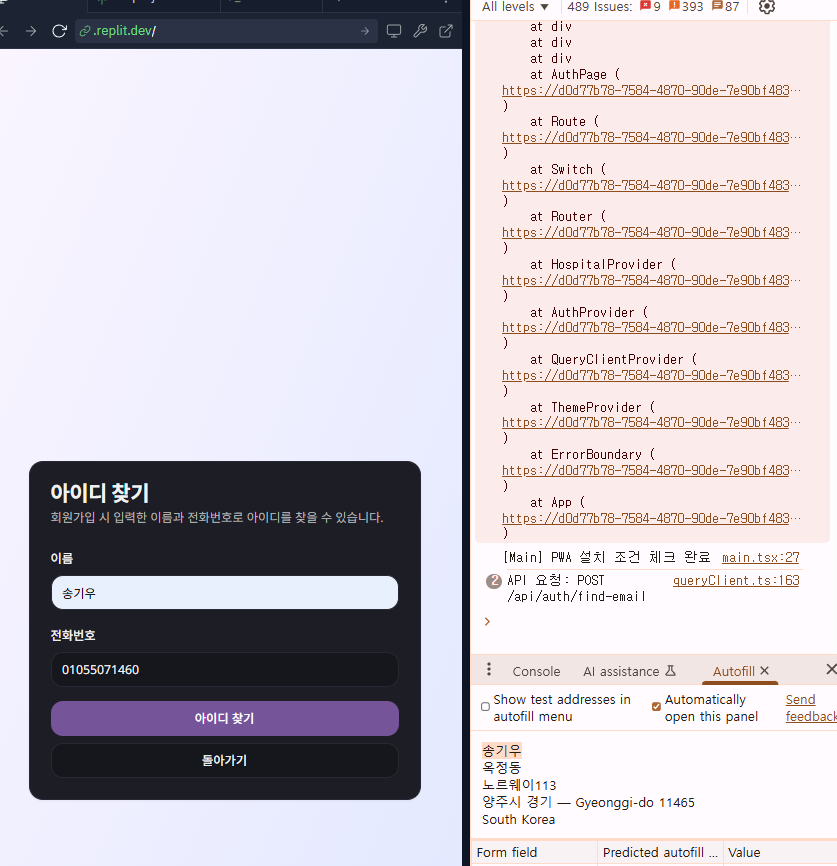 .replit.dev/
아이디 찾기
회원가입 시 입력한 이름과 전화번호로 아이디를 찾을 수 있습니다.
이름
송기우
전화번호
01055071460
아이디 찾기
돌아가기
All levels ▼ 489 Issues: 9 393 87
at div
at div
at div
at AuthPage (
https://d0d77b78-7584-4870-90de-7e90bf483…
)
at Route (
https://d0d77b78-7584-4870-90de-7e90bf483…
)
at Switch (
https://d0d77b78-7584-4870-90de-7e90bf483…
)
at Router (
https://d0d77b78-7584-4870-90de-7e90bf483…
)
at HospitalProvider (
https://d0d77b78-7584-4870-90de-7e90bf483…
)
at AuthProvider (
https://d0d77b78-7584-4870-90de-7e90bf483…
)
at QueryClientProvider (
https://d0d77b78-7584-4870-90de-7e90bf483…
)
at ThemeProvider (
https://d0d77b78-7584-4870-90de-7e90bf483…
)
at ErrorBoundary (
https://d0d77b78-7584-4870-90de-7e90bf483…
)
at App (
https://d0d77b78-7584-4870-90de-7e90bf483…
)
[Main] PWA 설치 조건 체크 완료 main.tsx:27
2 API 요청: POST queryClient.ts:163
/api/auth/find-email
Console AI assistance Autofill
Show test addresses in autofill menu
Automatically open this panel
Send feedback
송기우
옥정동
노르웨이113
양주시 경기 — Gyeonggi-do 11465
South Korea
Form field Predicted autofill ... Value